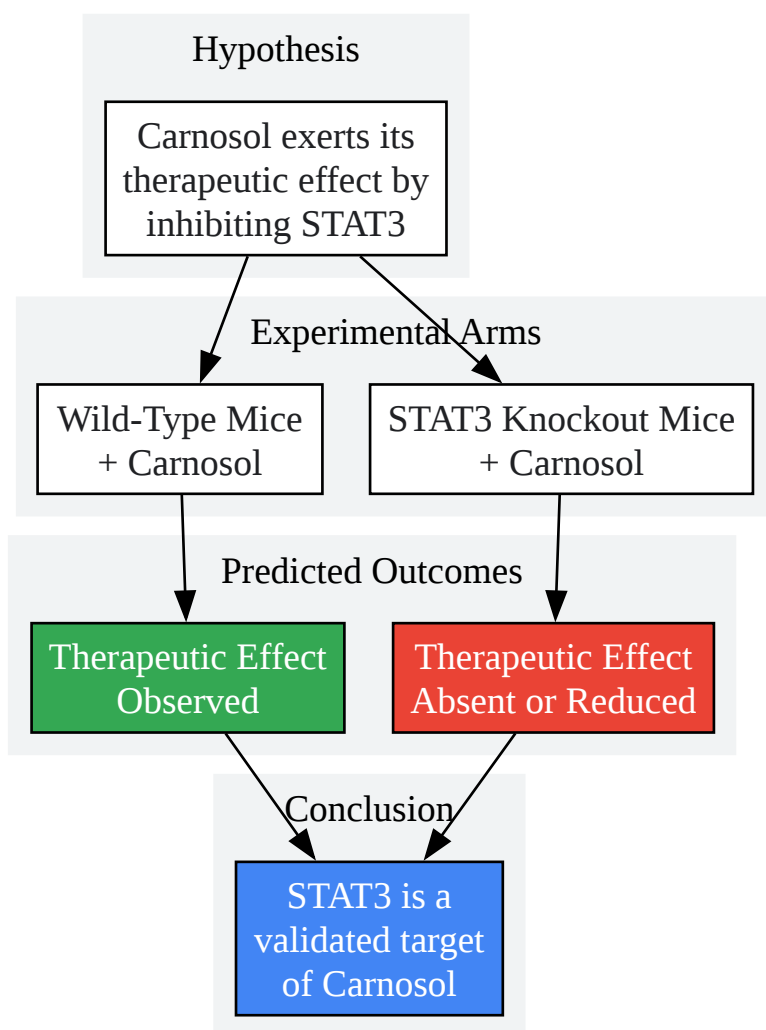 Hypothesis
Carnosol exerts its
therapeutic effect by
inhibiting STAT3
Experimental Arms
Wild-Type Mice
+ Carnosol
STAT3 Knockout Mice
+ Carnosol
Predicted Outcomes
Therapeutic Effect
Observed
Therapeutic Effect
Absent or Reduced
Conclusion
STAT3 is a
validated target
of Carnosol